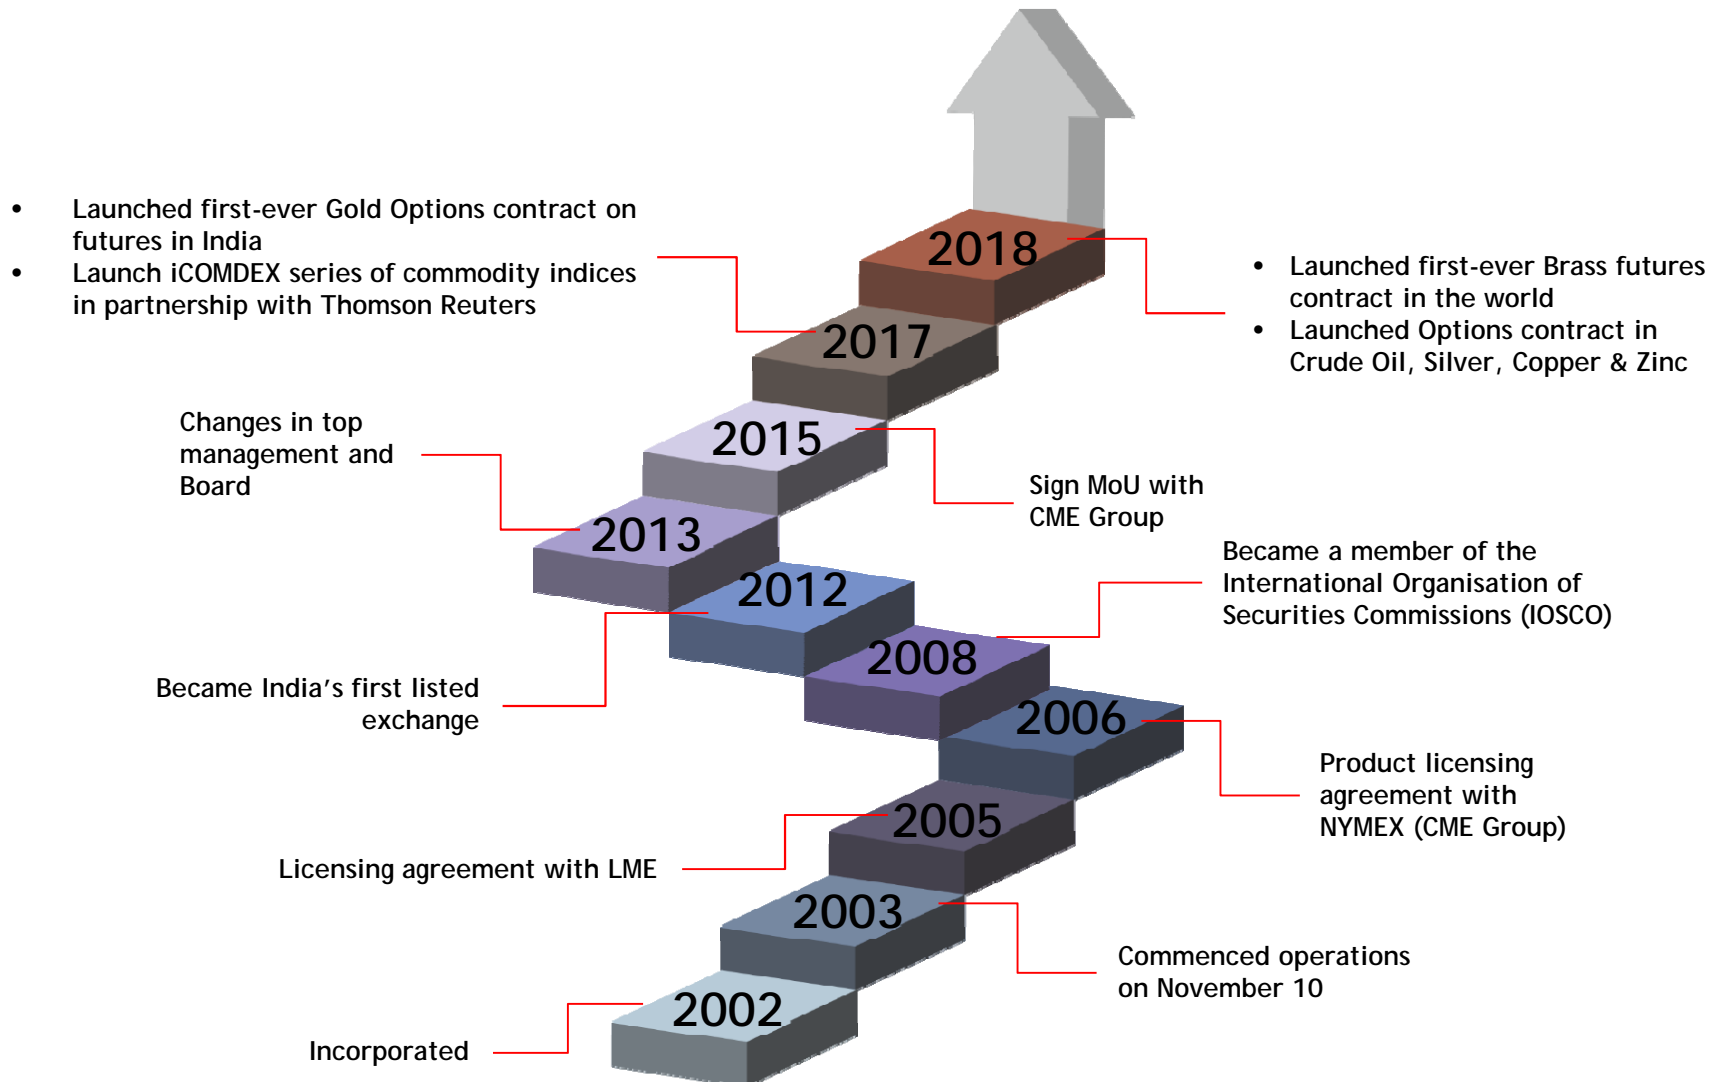 • Launched first-ever Gold Options contract on
futures in India
• Launch iCOMDEX series of commodity indices
in partnership with Thomson Reuters
2018
• Launched first-ever Brass futures
contract in the world
• Launched Options contract in
Crude Oil, Silver, Copper & Zinc
2017
Changes in top
management and
Board
2015
Sign MoU with
CME Group
2013
Became a member of the
International Organisation of
Securities Commissions (IOSCO)
2012
2008
Became India’s first listed
exchange
2006
Product licensing
agreement with
NYMEX (CME Group)
2005
Licensing agreement with LME
2003
Commenced operations
on November 10
2002
Incorporated